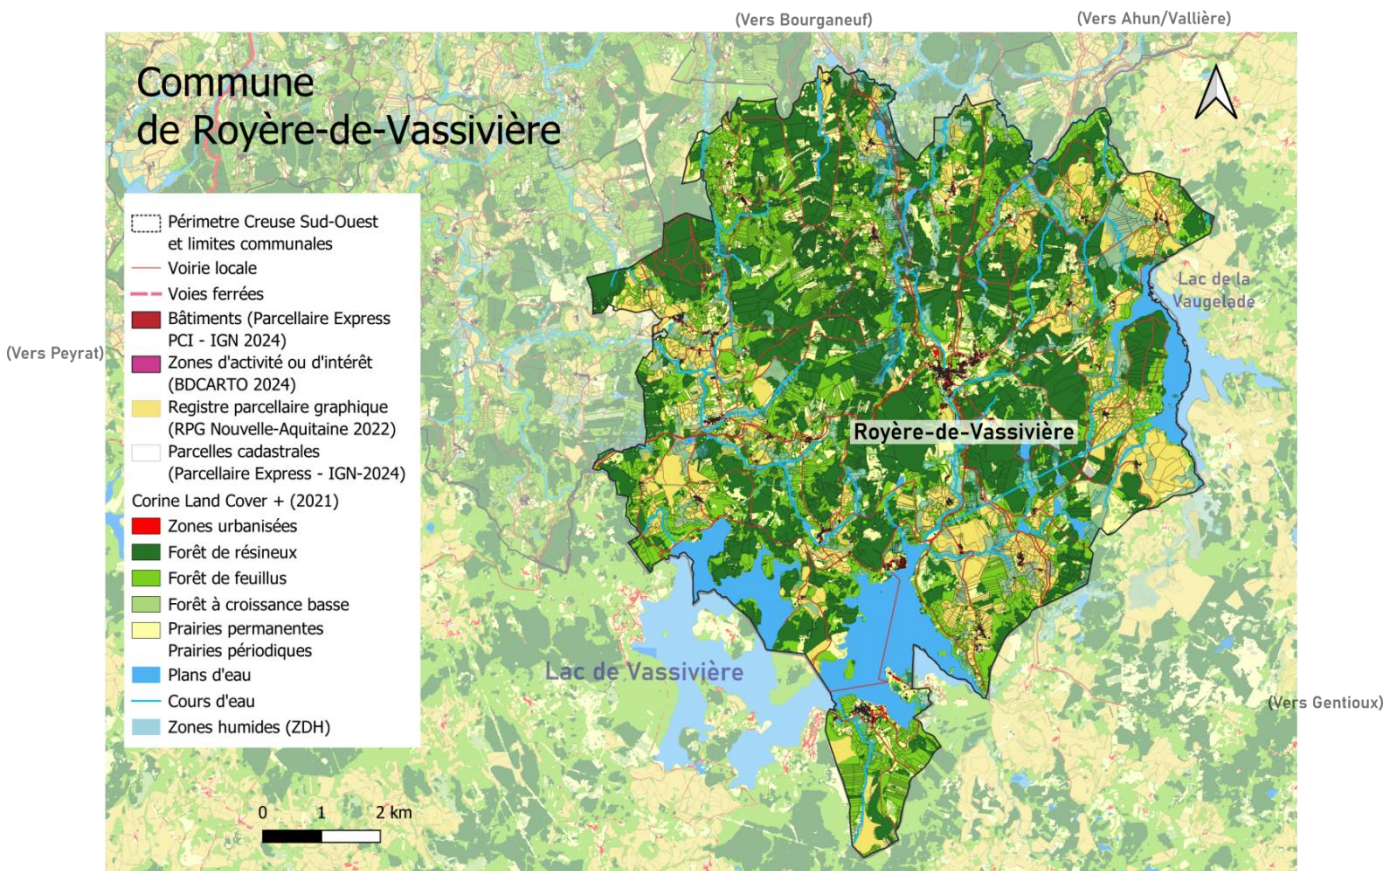 (Vers Bourganeuf)
(Vers Ahun/Vallière)
Commune
de Royère-de-Vassivière
Périmetre Creuse Sud-Ouest
et limites communales
Voirie locale
Voies ferrées
Bâtiments (Parcellaire Express
PCI - IGN 2024)
Zones d'activité ou d'intérêt
(BDCARTO 2024)
Registre parcellaire graphique
(RPG Nouvelle-Aquitaine 2022)
Parcelles cadastrales
(Parcellaire Express - IGN-2024)
Corine Land Cover + (2021)
Zones urbanisées
Forêt de résineux
Forêt de feuillus
Forêt à croissance basse
Prairies permanentes
Prairies périodiques
Plans d'eau
Cours d'eau
Zones humides (ZDH)
(Vers Peyrat)
Lac de la
Vaugelade
Royère-de-Vassivière
Lac de Vassivière
(Vers Gentioux)
0 1 2 km